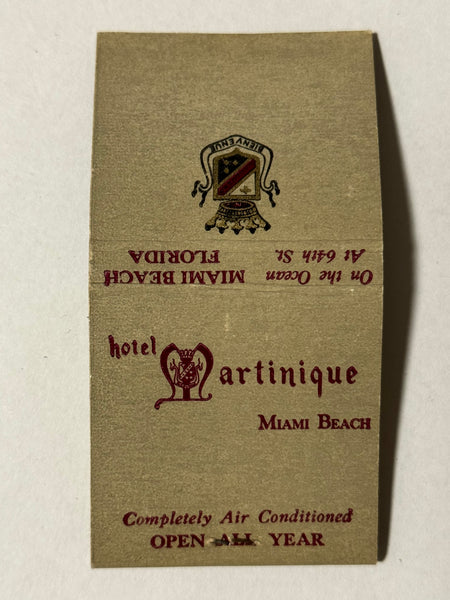 BIENVENUE
On the Ocean MIAMI BEACH
At 64th St. FLORIDA
hotel
Martinique
MIAMI BEACH
Completely Air Conditioned
OPEN ALL YEAR